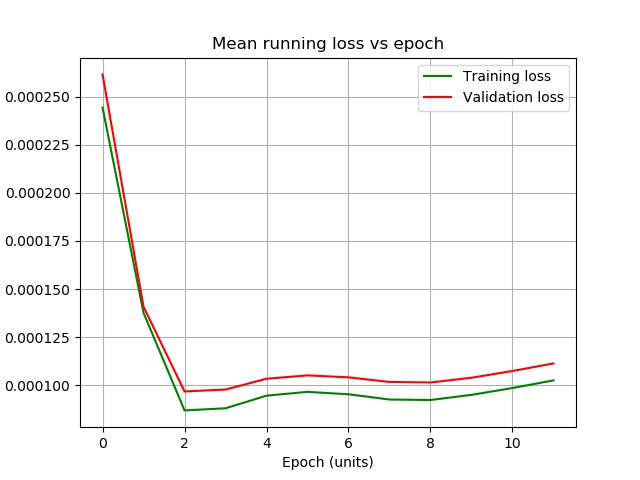 Mean running loss vs epoch
Training loss
Validation loss
0.000250
0.000225
0.000200
0.000175
0.000150
0.000125
0.000100
0 2 4 6 8 10
Epoch (units)